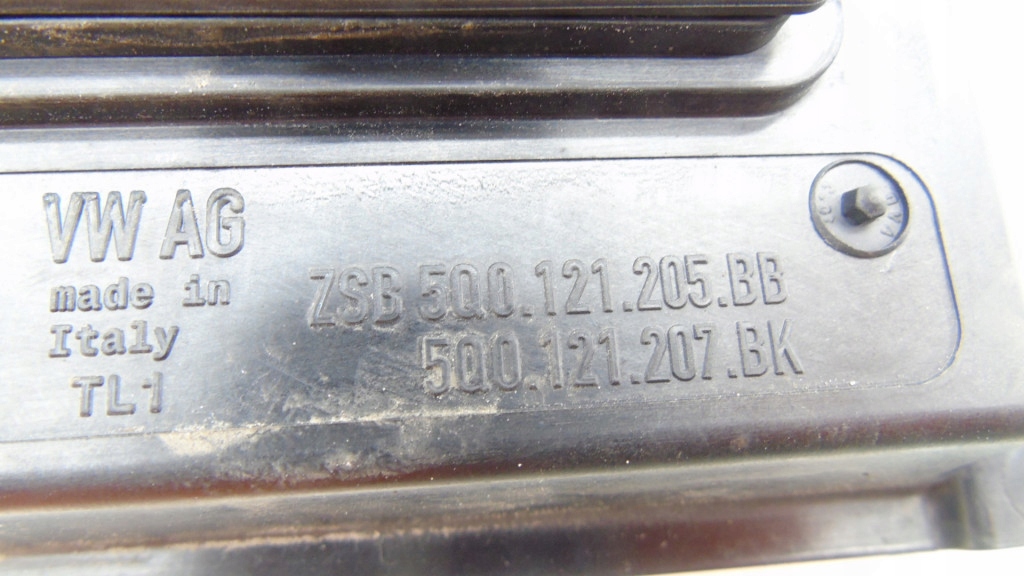 VW AG
made in
Italy
TL1
ZSB 5Q0.121.205.BB
5Q0.121.207.BK